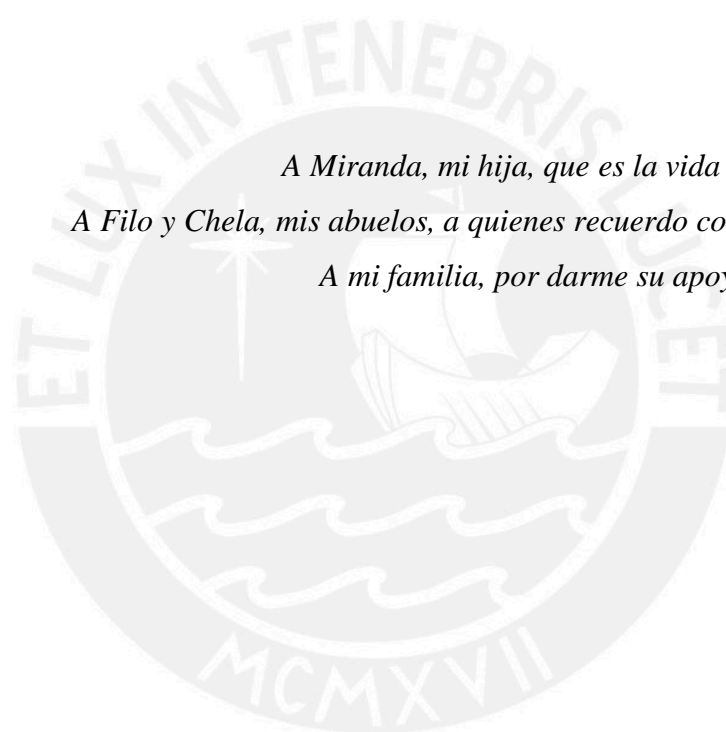 ET LUX IN TENEBRIS LUCET
A Miranda, mi hija, que es la vida
A Filo y Chela, mis abuelos, a quienes recuerdo
A mi familia, por darme su
MCMXVII